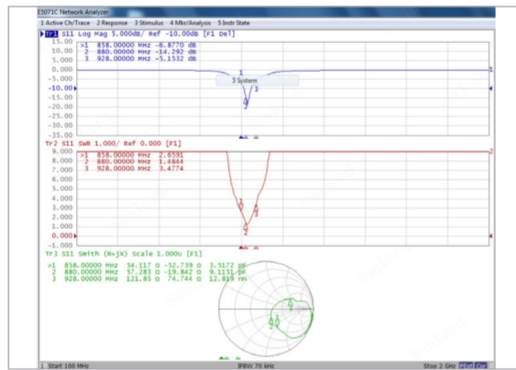 E5071C Network Analyzer
1 Active Ch/Trace 2 Response 3 Stimulus 4 Mkr/Analysis 5 Instr State
Tr1 S11 Log Mag 5.000dB/ Ref -10.00dB [F1 Del]
15.00
>1 858.00000 MHz -6.8770 dB
10.00
2 880.00000 MHz -14.292 dB
5.000
3 928.00000 MHz -5.1532 dB
0.000
-5.000
3 System
-10.00
-15.00
-20.00
-25.00
-30.00
-35.00
Tr2 S11 SWR 1.000/ Ref 0.000 [F1]
9.000
>1 858.00000 MHz 2.6591
8.000
2 880.00000 MHz 1.4844
7.000
3 928.00000 MHz 3.4774
6.000
5.000
4.000
3.000
2.000
1.000
0.000
-1.000
Tr3 S11 Smith (R+jX) Scale 1.000U [F1]
>1 858.00000 MHz 54.117 Ω -52.739 Ω 3.5172 pF
2 880.00000 MHz 57.283 Ω -19.842 Ω
3 928.00000 MHz 121.85 Ω 74.744 Ω
1 Start 100 MHz IFBW 70 kHz Stop 2 GHz